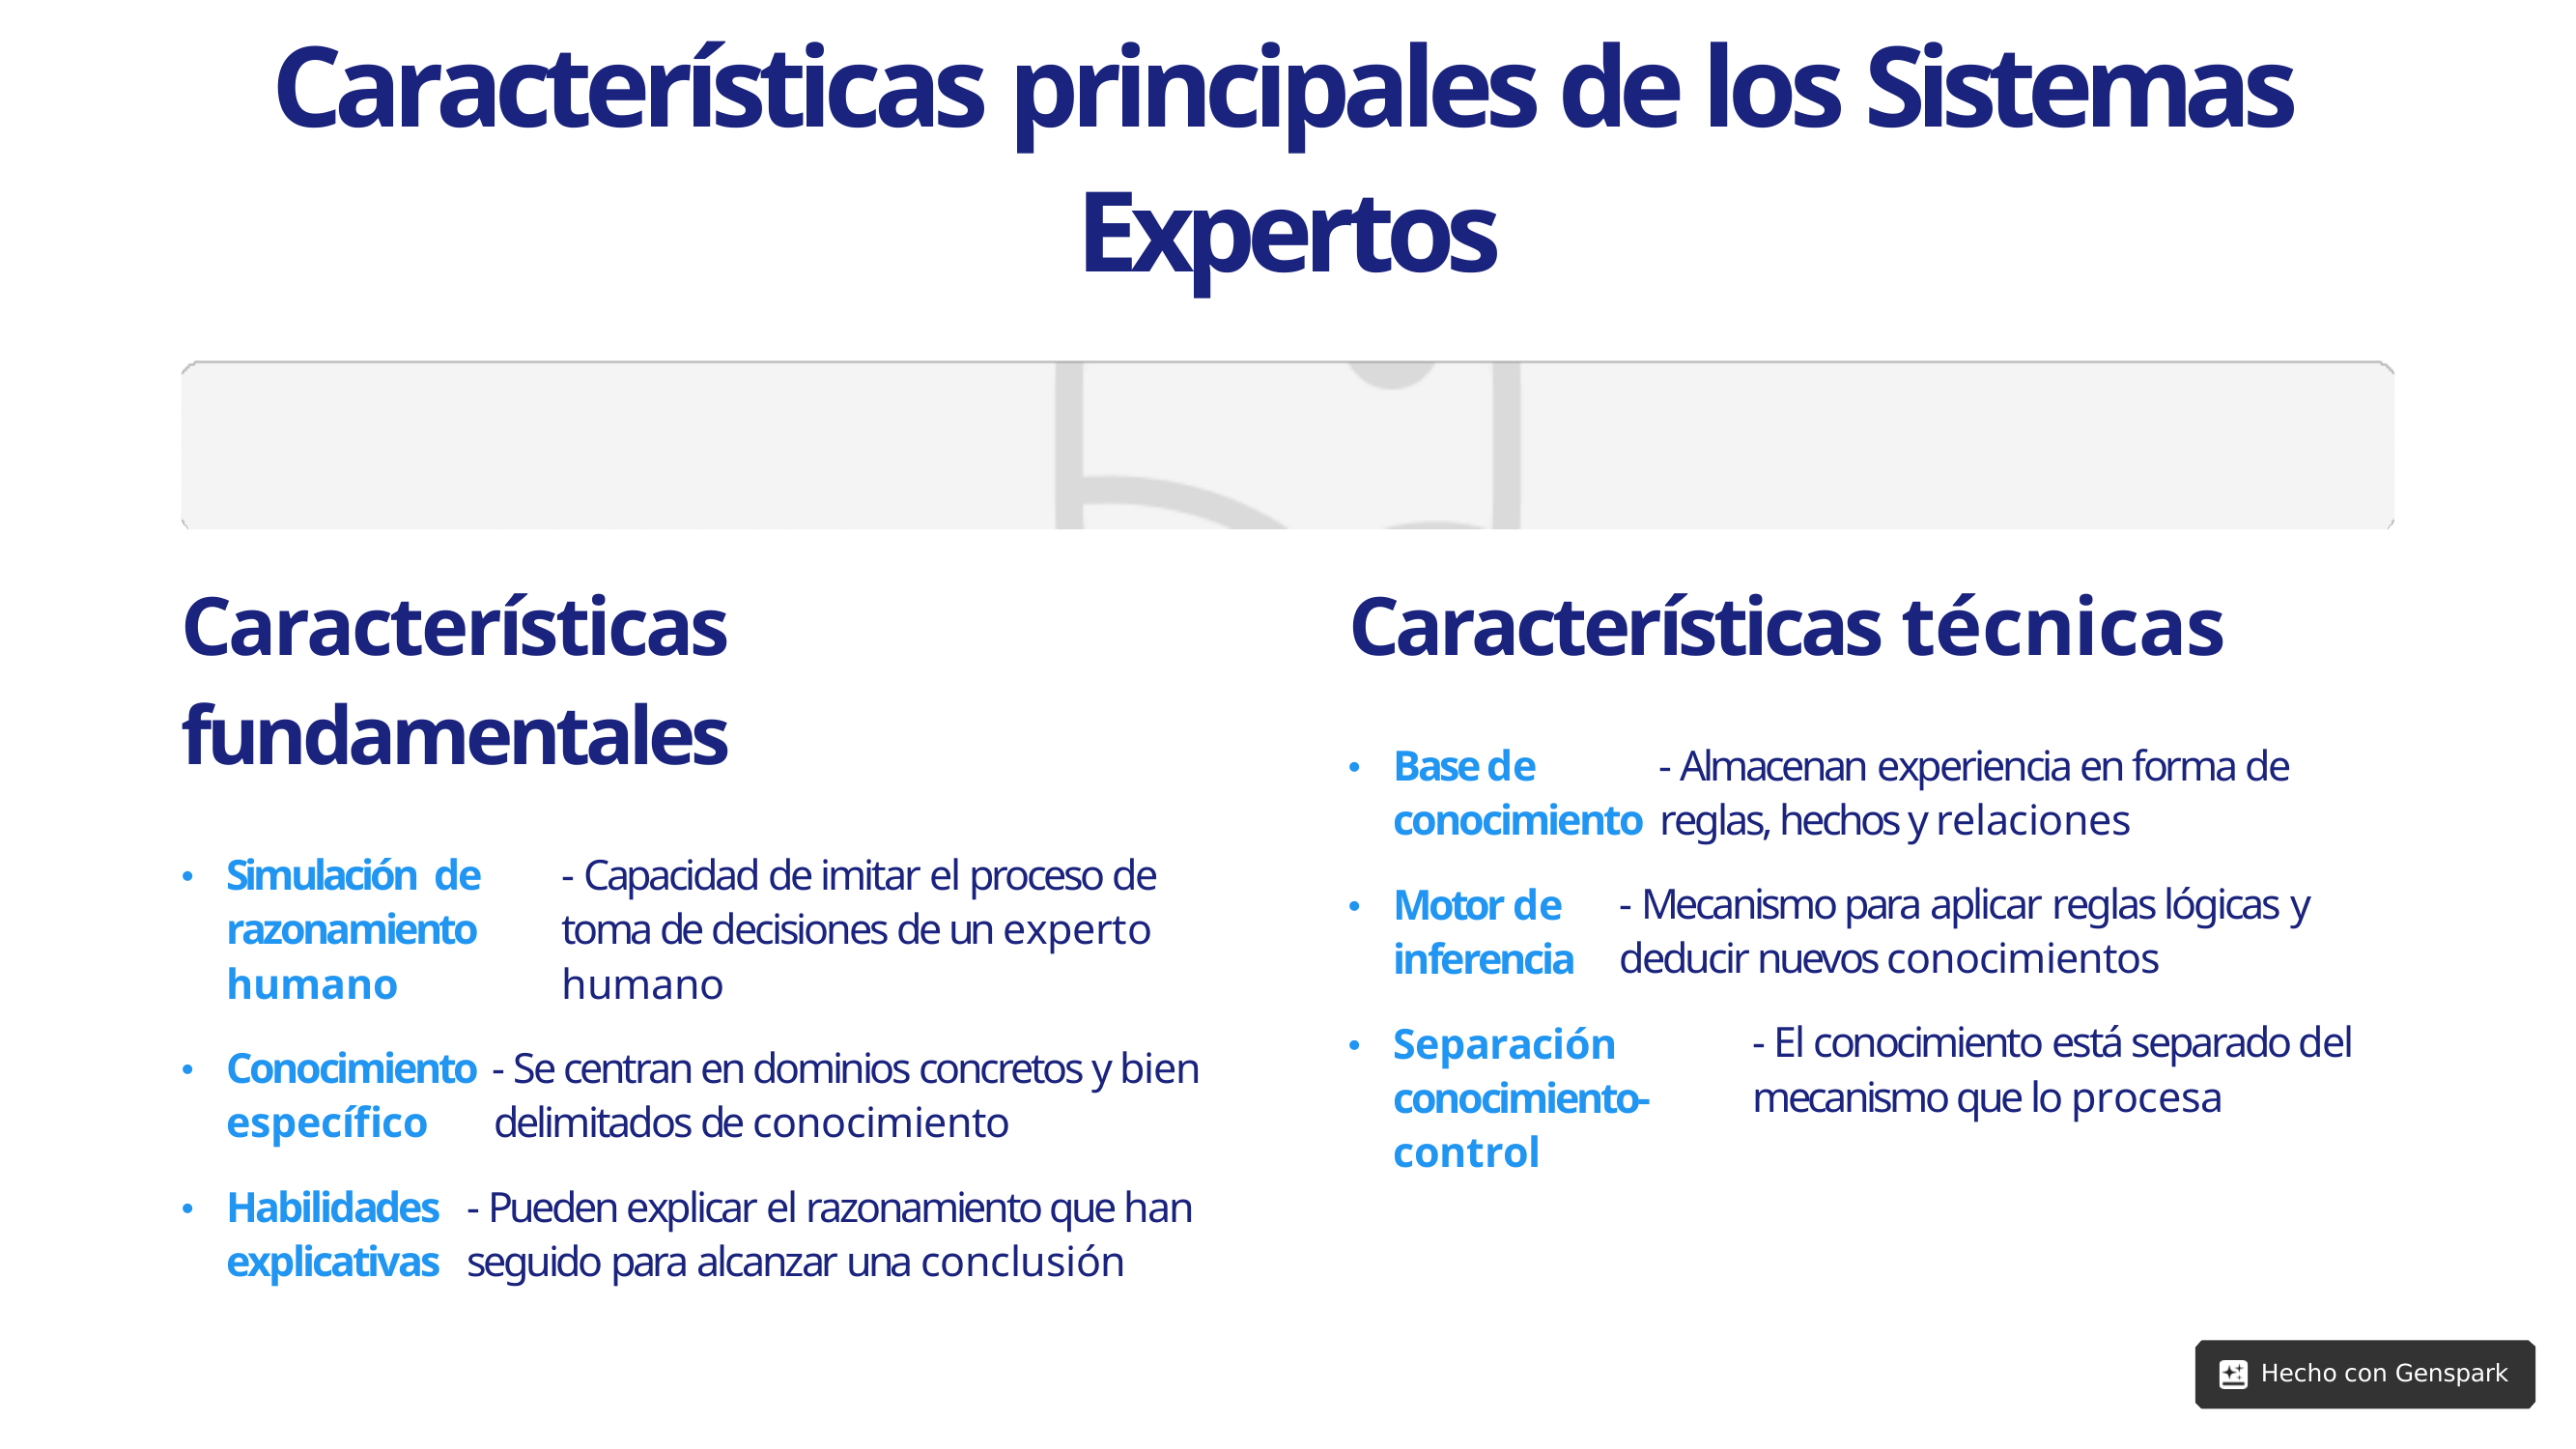 Características principales de los Sistemas
Expertos
Características
fundamentales
• Simulación de - Capacidad de imitar el proceso de
razonamiento toma de decisiones de un experto
humano humano
• Conocimiento - Se centran en dominios concretos y bien
específico delimitados de conocimiento
• Habilidades - Pueden explicar el razonamiento que han
explicativas seguido para alcanzar una conclusión
Características técnicas
• Base de - Almacenan experiencia en forma de
conocimiento reglas, hechos y relaciones
• Motor de - Mecanismo para aplicar reglas lógicas y
inferencia deducir nuevos conocimientos
• Separación - El conocimiento está separado del
conocimiento- mecanismo que lo procesa
control
Hecho con Genspark